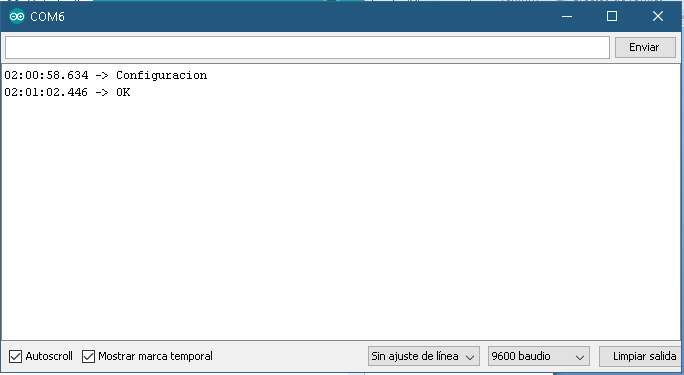 COM6
Enviar
02:00:58.634 -> Configuracion
02:01:02.446 -> OK
Autoscroll Mostrar marca temporal Sin ajuste de línea 9600 baudio Limpiar salida